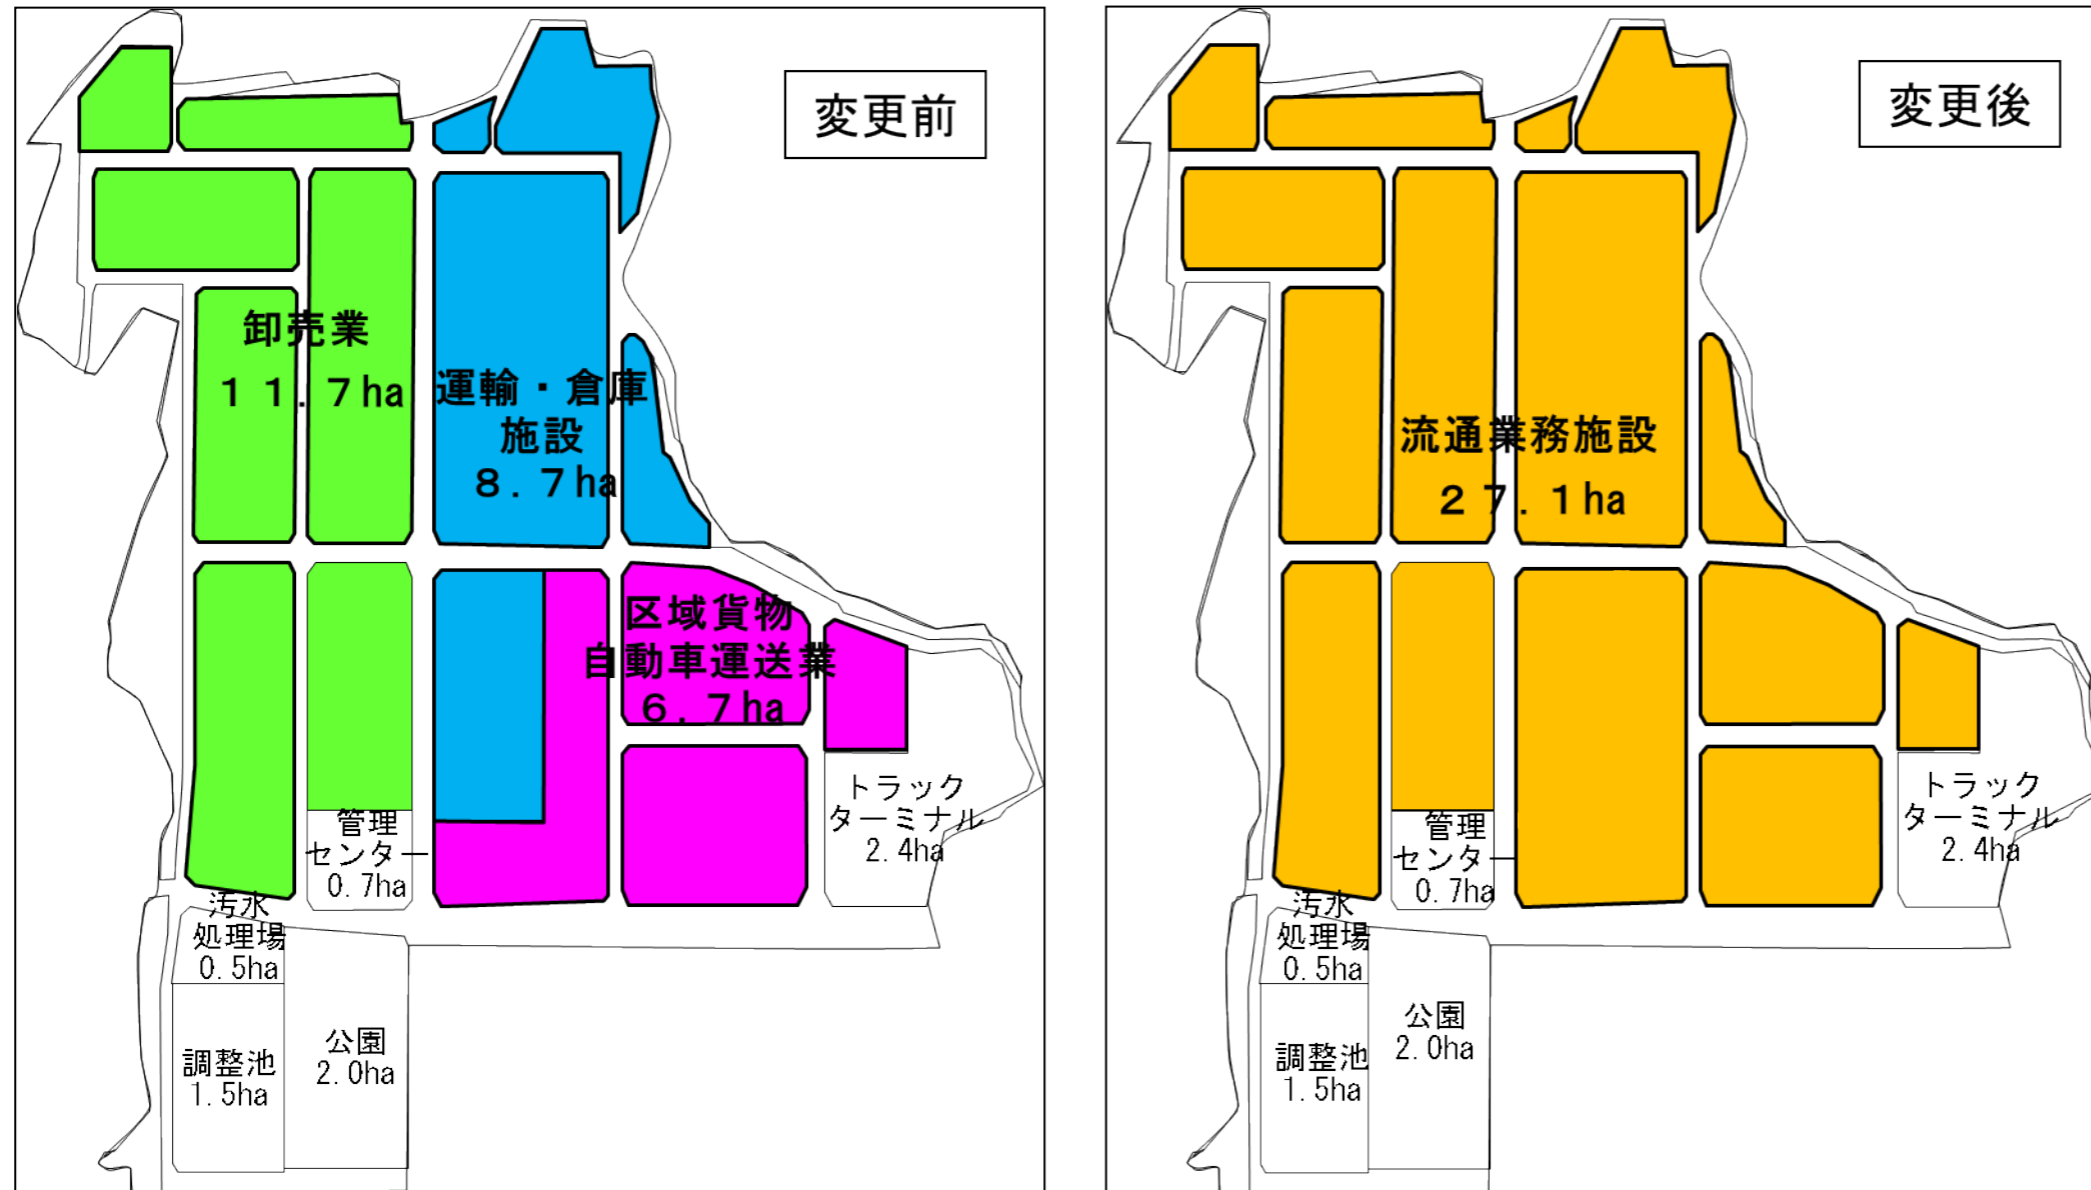 変更前
卸売業
１１．７ha
運輸・倉庫
施設
８．７ha
区域貨物
自動車運送業
６．７ha
トラック
ターミナル
2.4ha
管理
センター
0.7ha
汚水
処理場
0.5ha
調整池
1.5ha
公園
2.0ha
変更後
流通業務施設
２７．１ha
トラック
ターミナル
2.4ha
管理
センター
0.7ha
汚水
処理場
0.5ha
調整池
1.5ha
公園
2.0ha